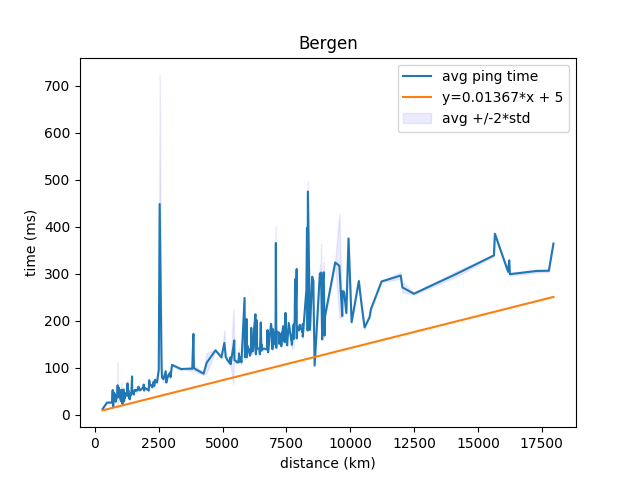 Bergen
avg ping time
y=0.01367*x + 5
avg +/-2*std
700
600
500
400
300
200
100
0
time (ms)
0 2500 5000 7500 10000 12500 15000 17500
distance (km)